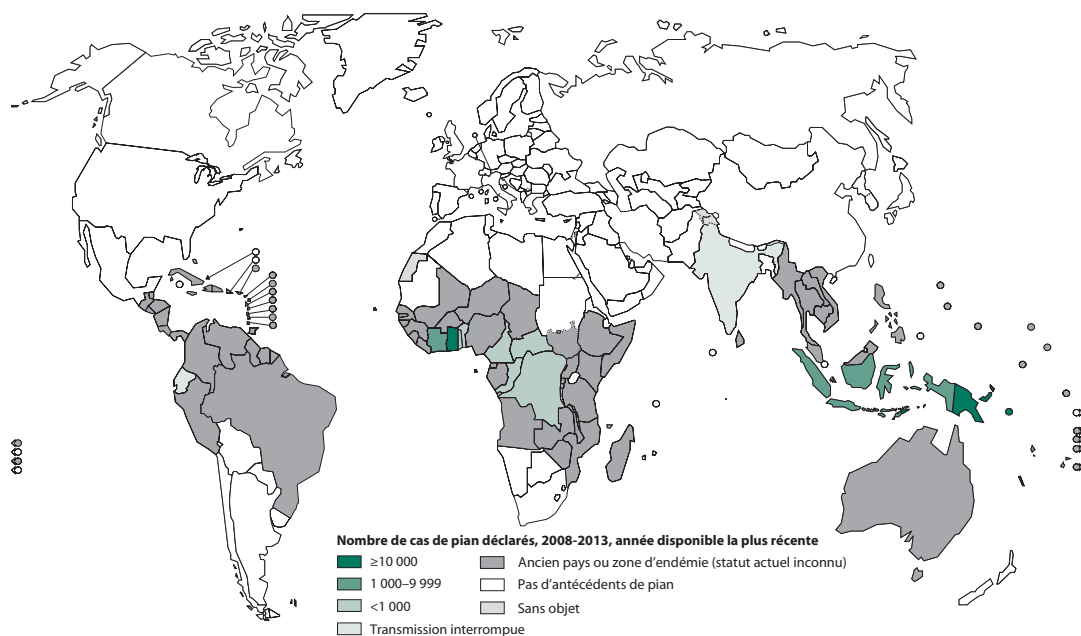 Nombre de cas de pian déclarés, 2008-2013, année disponible la plus récente
≥10 000
1 000–9 999
<1 000
Transmission interrompue
Ancien pays ou zone d’endémie (statut actuel inconnu)
Pas d’antécédents de pian
Sans objet